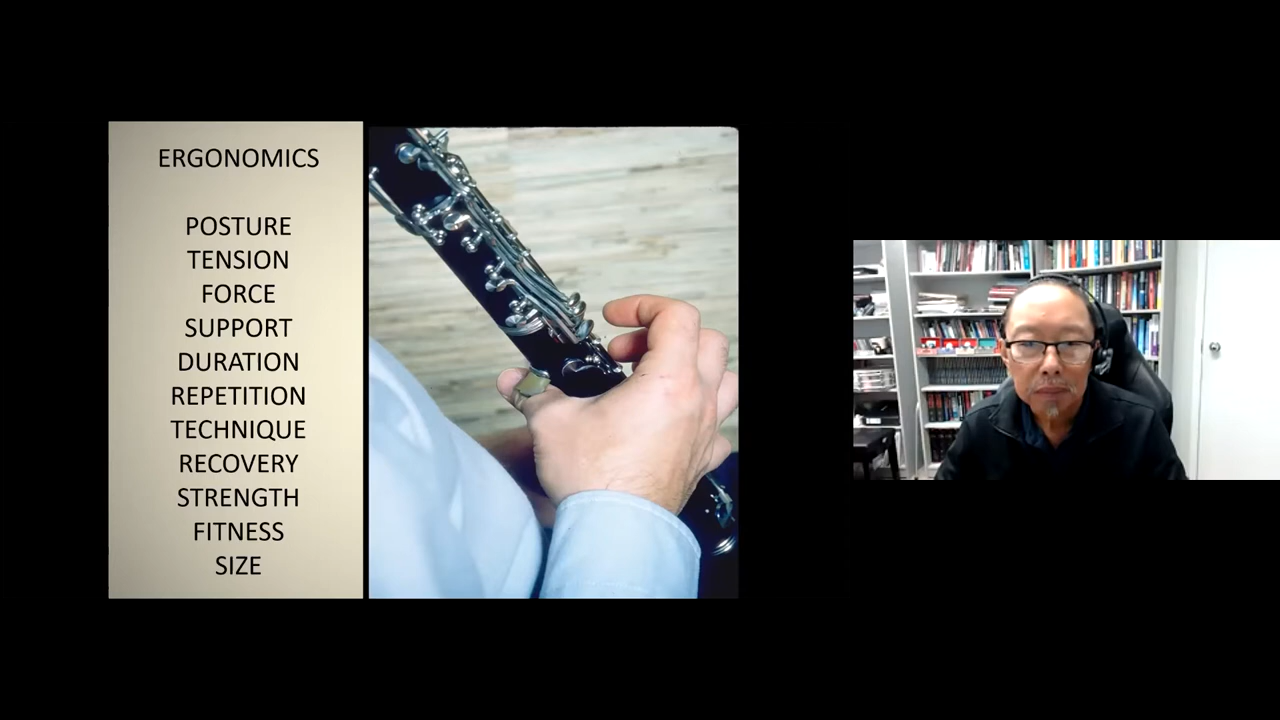 ERGONOMICS
POSTURE
TENSION
FORCE
SUPPORT
DURATION
REPETITION
TECHNIQUE
RECOVERY
STRENGTH
FITNESS
SIZE